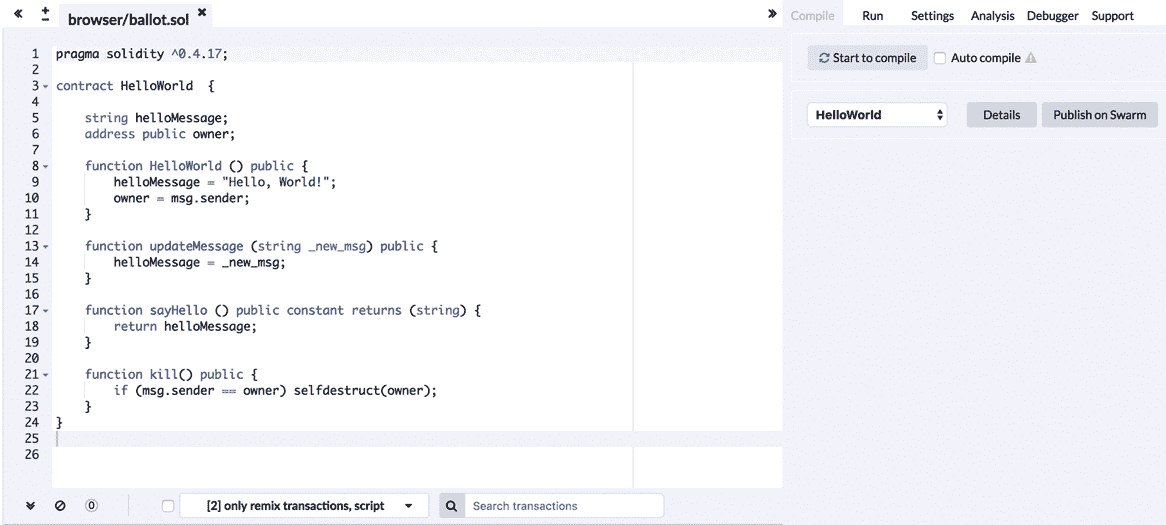 browser/ballot.sol
Compile Run Settings Analysis Debugger Support
1 pragma solidity ^0.4.17;
2
3 contract HelloWorld  {
4
5     string helloMessage;
6     address public owner;
7
8     function HelloWorld () public {
9         helloMessage = "Hello, World!";
10         owner = msg.sender;
11     }
12
13     function updateMessage (string _new_msg) public {
14         helloMessage = _new_msg;
15     }
16
17     function sayHello () public constant returns (string) {
18         return helloMessage;
19     }
20
21     function kill() public {
22         if (msg.sender == owner) selfdestruct(owner);
23     }
24 }
25
26
Start to compile Auto compile
HelloWorld Details Publish on Swarm
0 [2] only remix transactions, script Search transactions